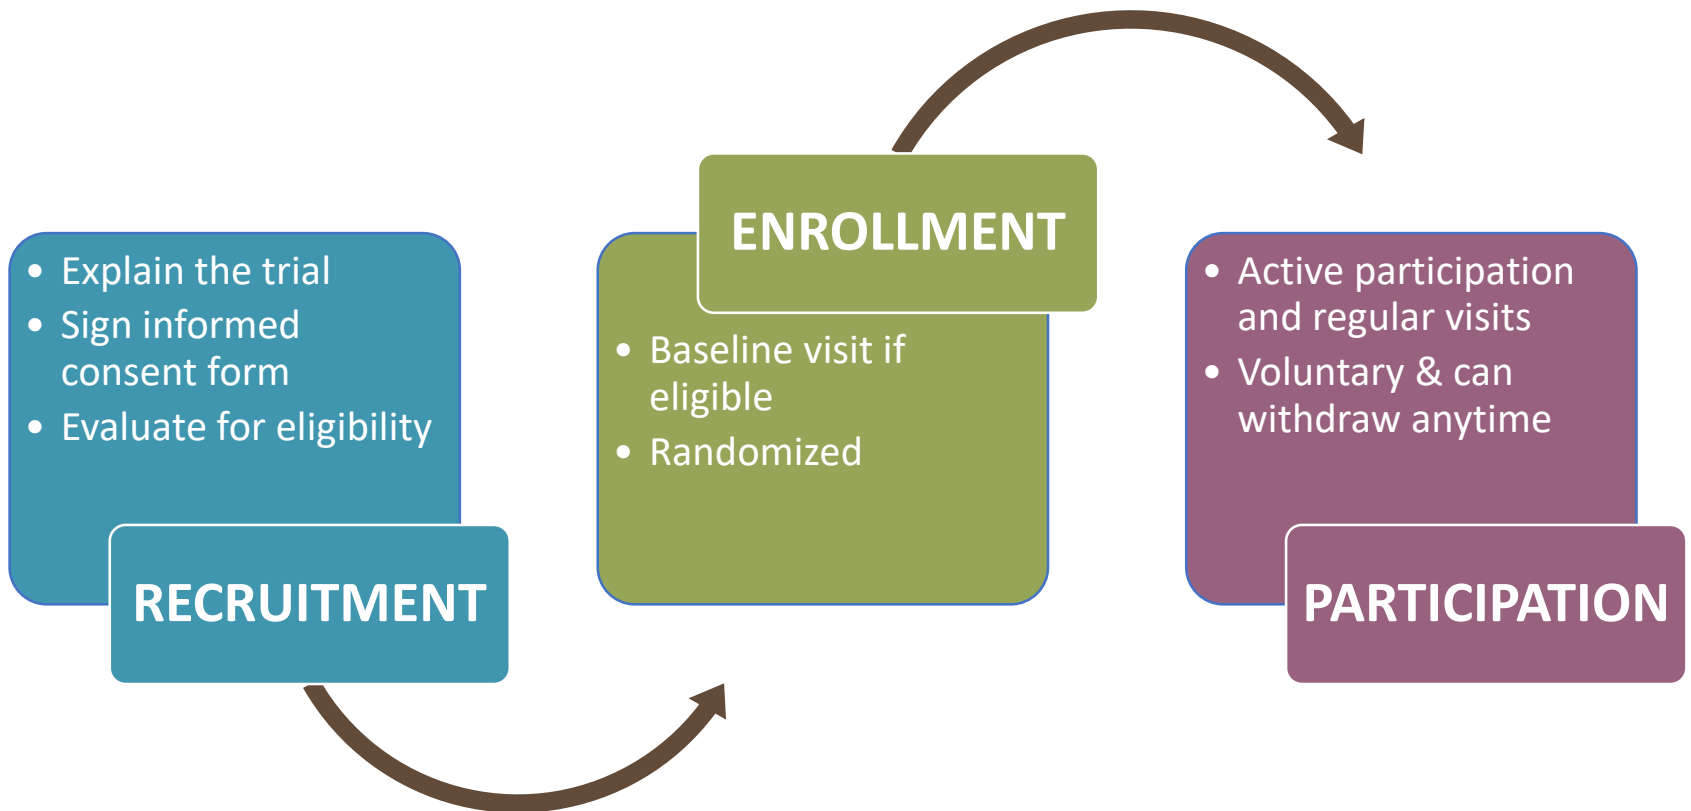 • Explain the trial
• Sign informed
consent form
• Evaluate for eligibility
RECRUITMENT
ENROLLMENT
• Baseline visit if
eligible
• Randomized
• Active participation
and regular visits
• Voluntary & can
withdraw anytime
PARTICIPATION